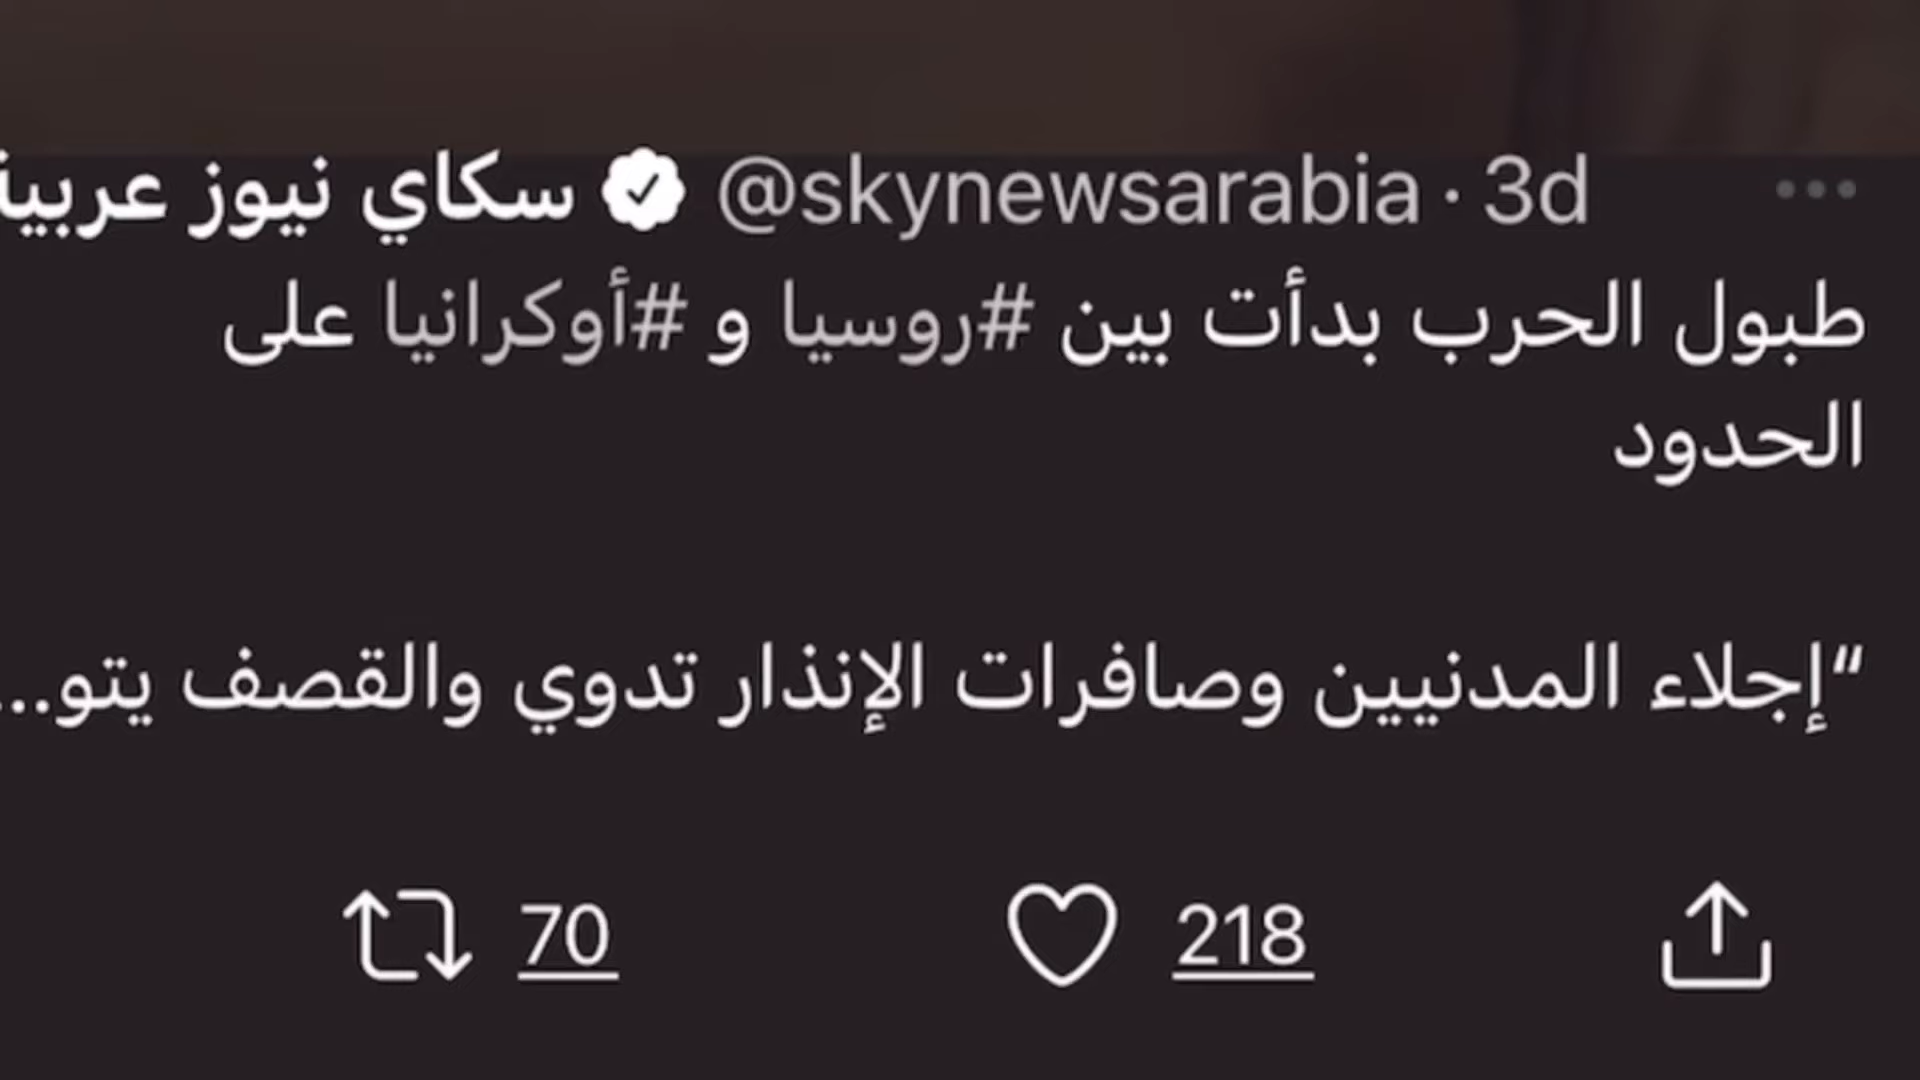 سكاي نيوز عربية @skynewsarabia · 3d
طبول الحرب بدأت بين #روسيا و #أوكرانيا على
الحدود
“إجلاء المدنيين وصافرات الإنذار تدوي والقصف يتو...
70 218